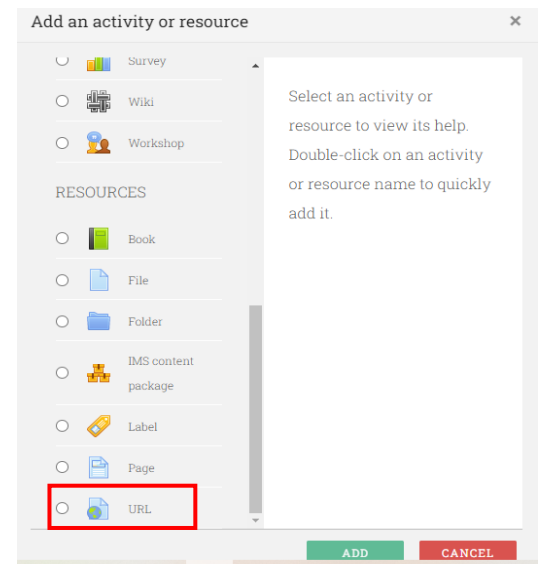 Add an activity or resource ×
Survey
Wiki
Workshop
RESOURCES
Book
File
Folder
IMS content
package
Label
Page
URL
Select an activity or
resource to view its help.
Double-click on an activity
or resource name to quickly
add it.
ADD CANCEL